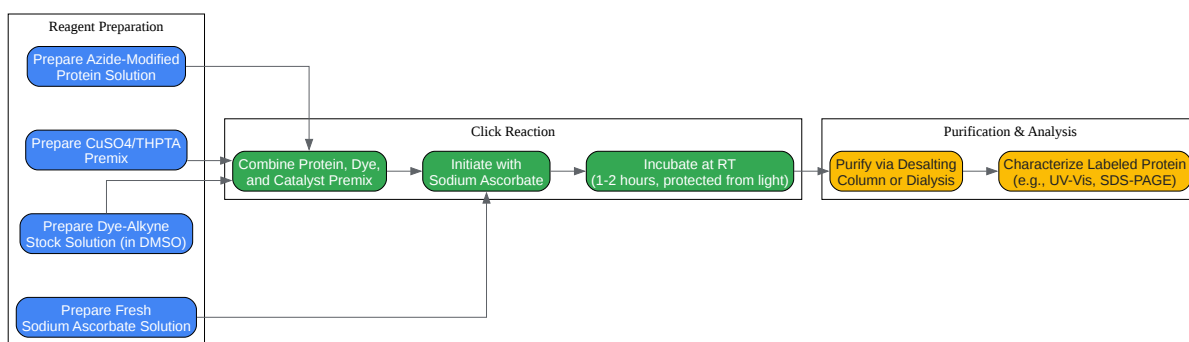 Reagent Preparation
Prepare Azide-Modified
Protein Solution
Prepare CuSO4/THPTA
Premix
Prepare Dye-Alkyne
Stock Solution (in DMSO)
Prepare Fresh
Sodium Ascorbate Solution
Click Reaction
Combine Protein, Dye,
and Catalyst Premix
Initiate with
Sodium Ascorbate
Incubate at RT
(1-2 hours, protected from light)
Purification & Analysis
Purify via Desalting
Column or Dialysis
Characterize Labeled Protein
(e.g., UV-Vis, SDS-PAGE)